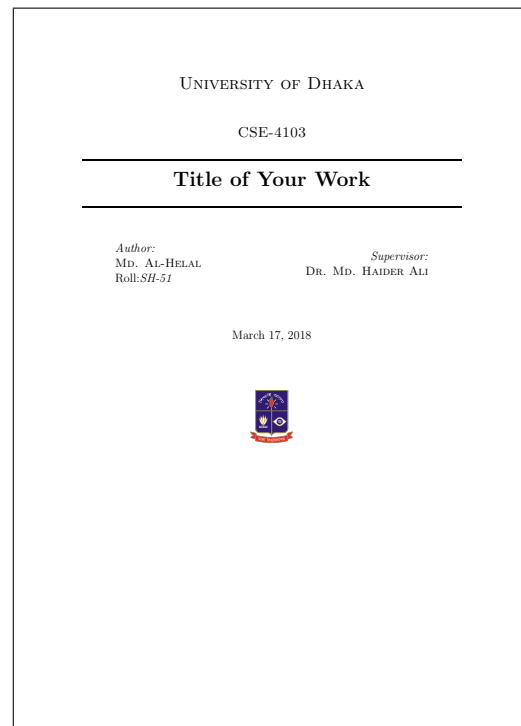 University of Dhaka
CSE-4103
Title of Your Work
Author:
Md. Al-Helal
Roll:SH-51
Supervisor:
Dr. Md. Haider Ali
March 17, 2018